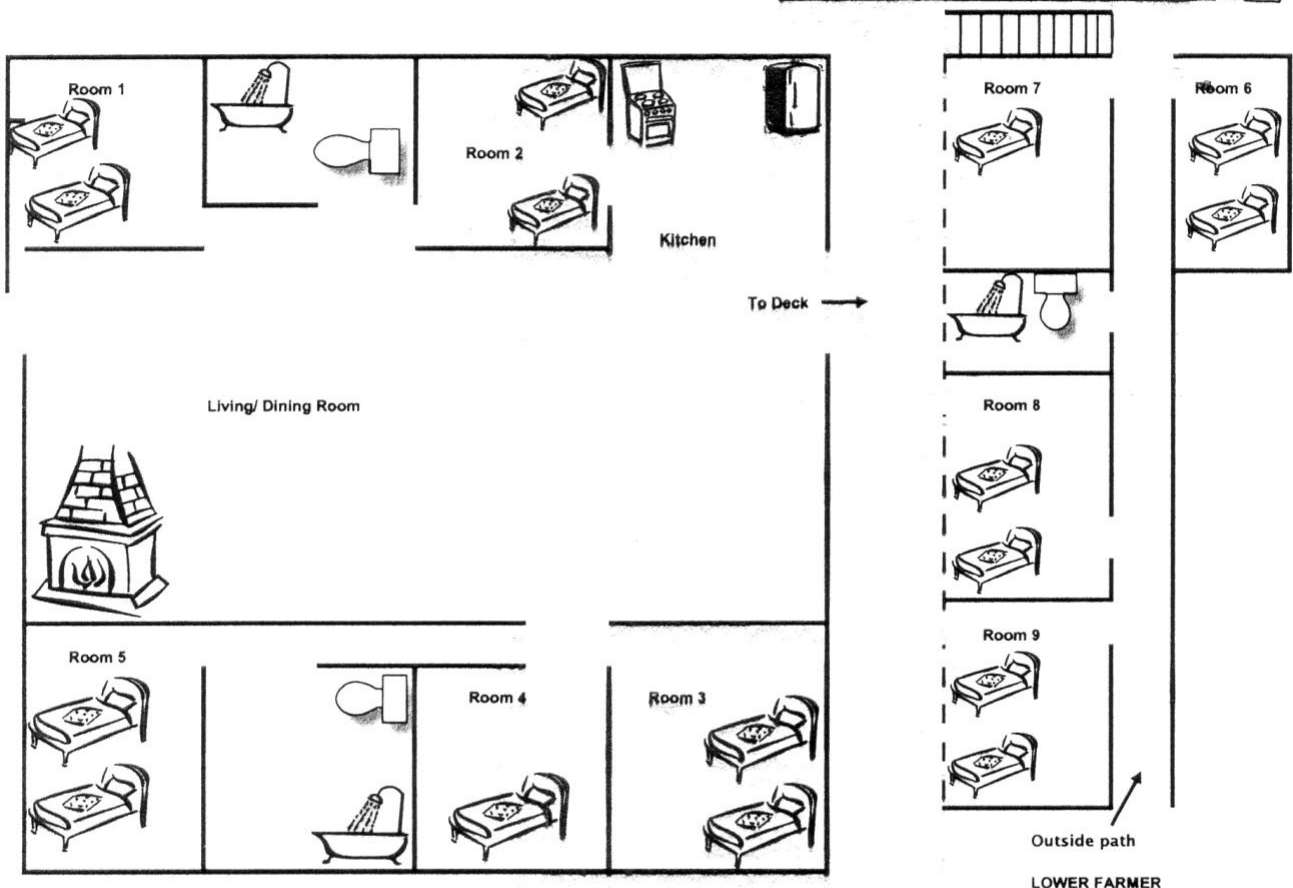 Room 1
Room 2
Kitchen
To Deck
Living/ Dining Room
Room 5
Room 4
Room 3
Room 7
Room 6
Room 8
Room 9
Outside path
LOWER FARMER